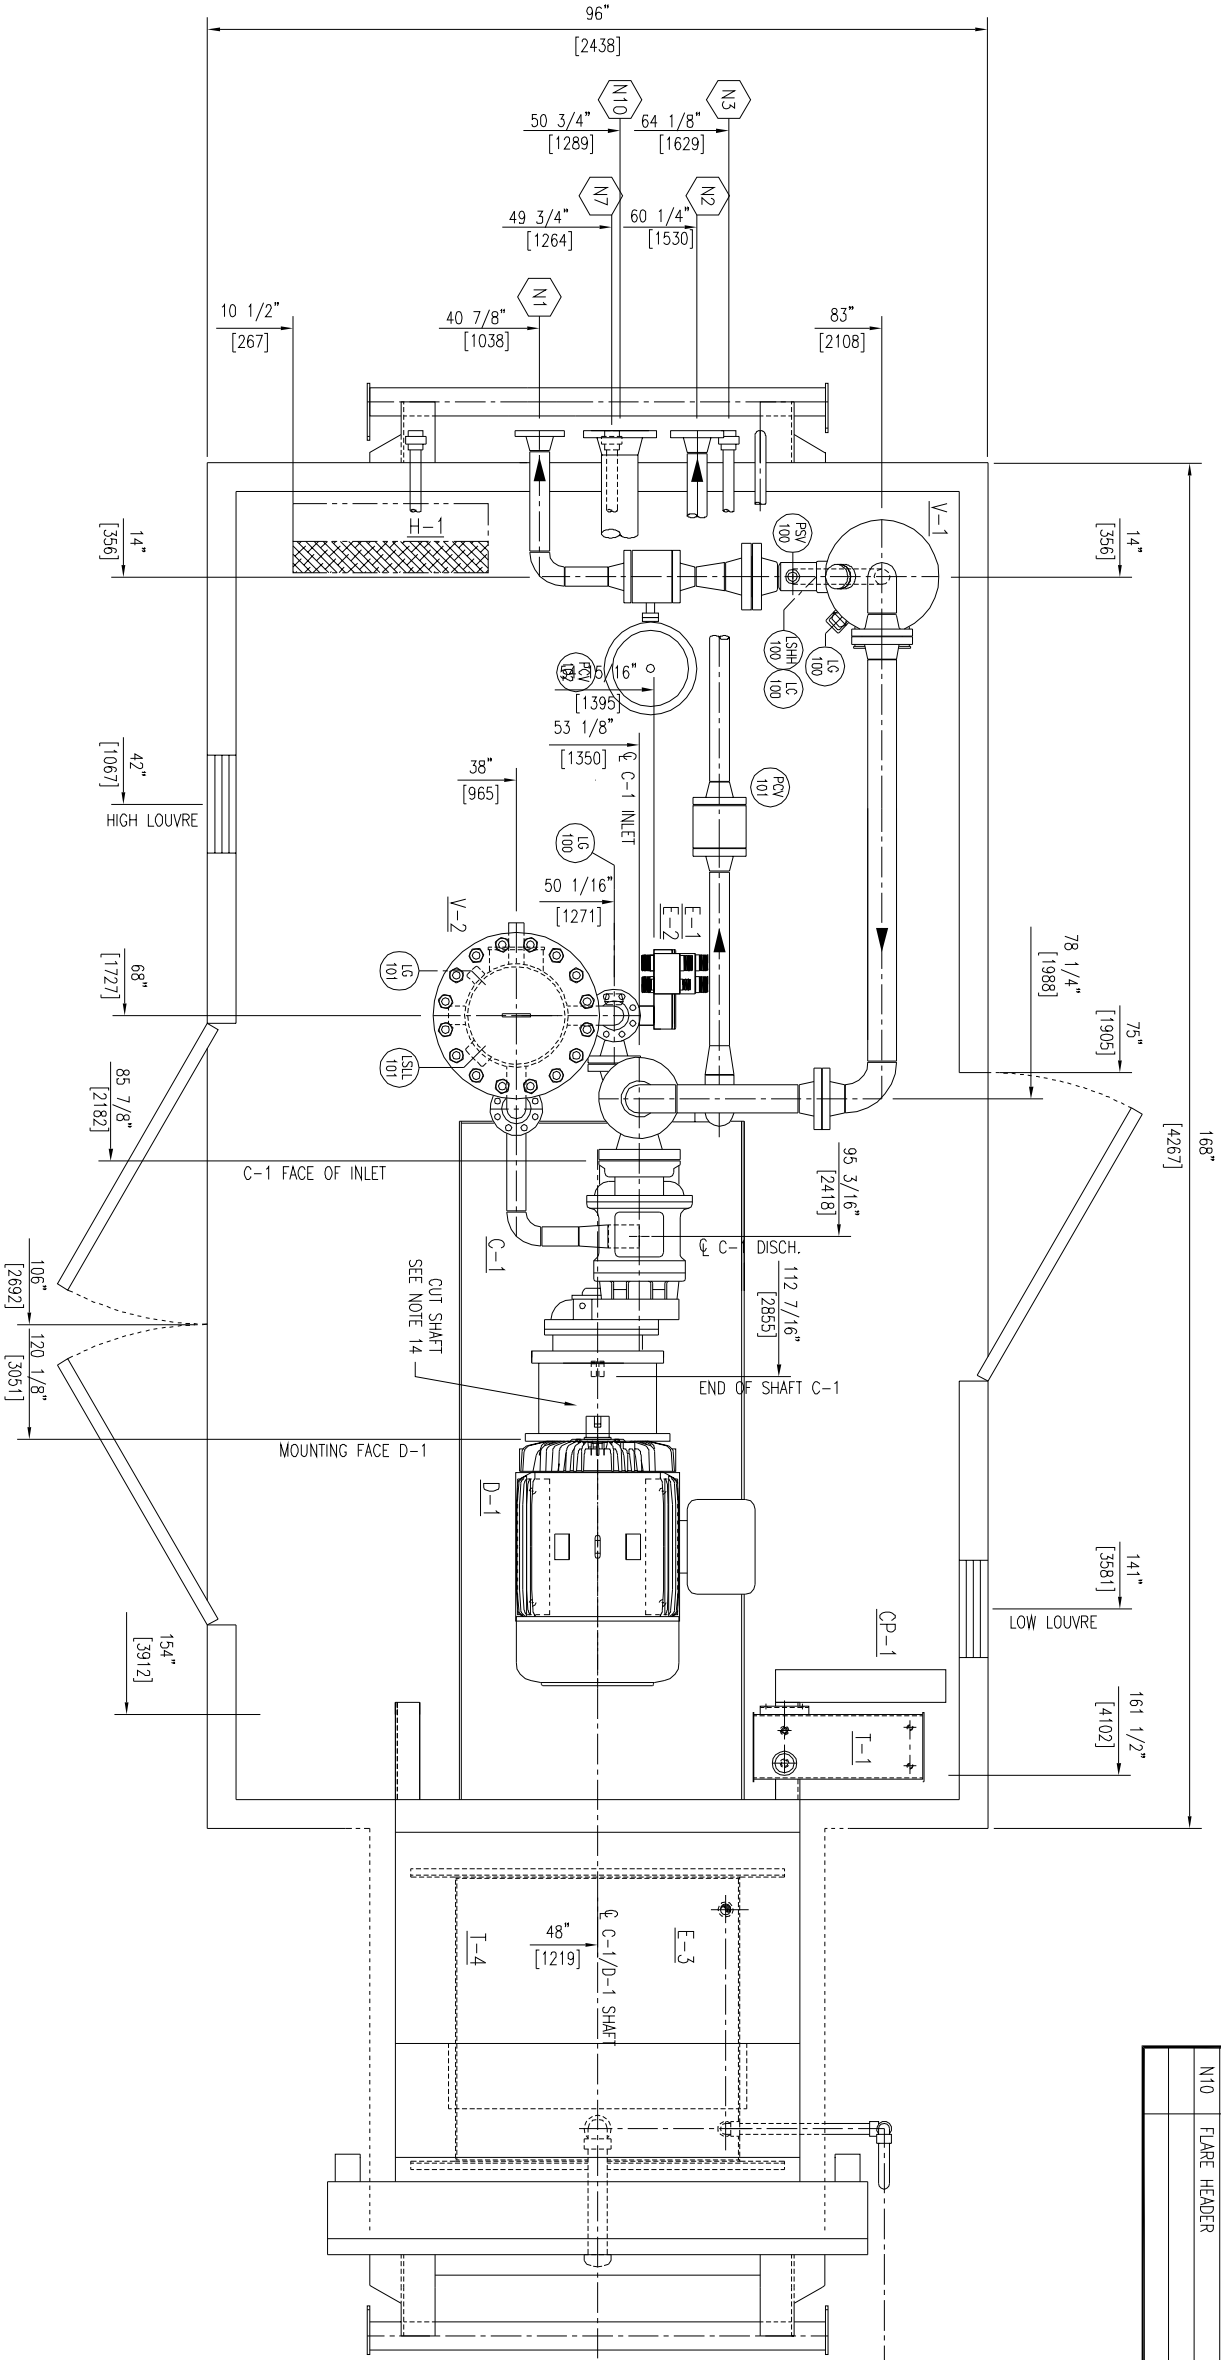 96"
[2438]
N3
N10
64 1/8"
[1629]
50 3/4"
[1289]
N2
N7
60 1/4"
[1530]
49 3/4"
[1264]
N1
10 1/2"
[267]
40 7/8"
[1038]
83"
[2108]
14"
[356]
H-1
PSV
100
V-1
14"
[356]
LSHH
100
LC
100
LG
100
PCV
15/16"
[1395]
53 1/8"
[1350]
℄ C-1 INLET
42"
[1067]
HIGH LOUVRE
38"
[965]
PCV
101
LG
100
50 1/16"
[1271]
V-2
E-1
E-2
68"
[1727]
LG
101
LSLL
101
78 1/4"
[1988]
75"
[1905]
168"
[4267]
85 7/8"
[2182]
C-1 FACE OF INLET
95 3/16"
[2418]
℄ C-1 DISCH.
C-1
106"
[2692]
CUT SHAFT
SEE NOTE 14
112 7/16"
[2855]
END OF SHAFT C-1
120 1/8"
[3051]
MOUNTING FACE D-1
D-1
141"
[3581]
LOW LOUVRE
CP-1
154"
[3912]
T-1
161 1/2"
[4102]
T-4
48"
[1219]
℄ C-1/D-1 SHAFT
E-3
N10 FLARE HEADER